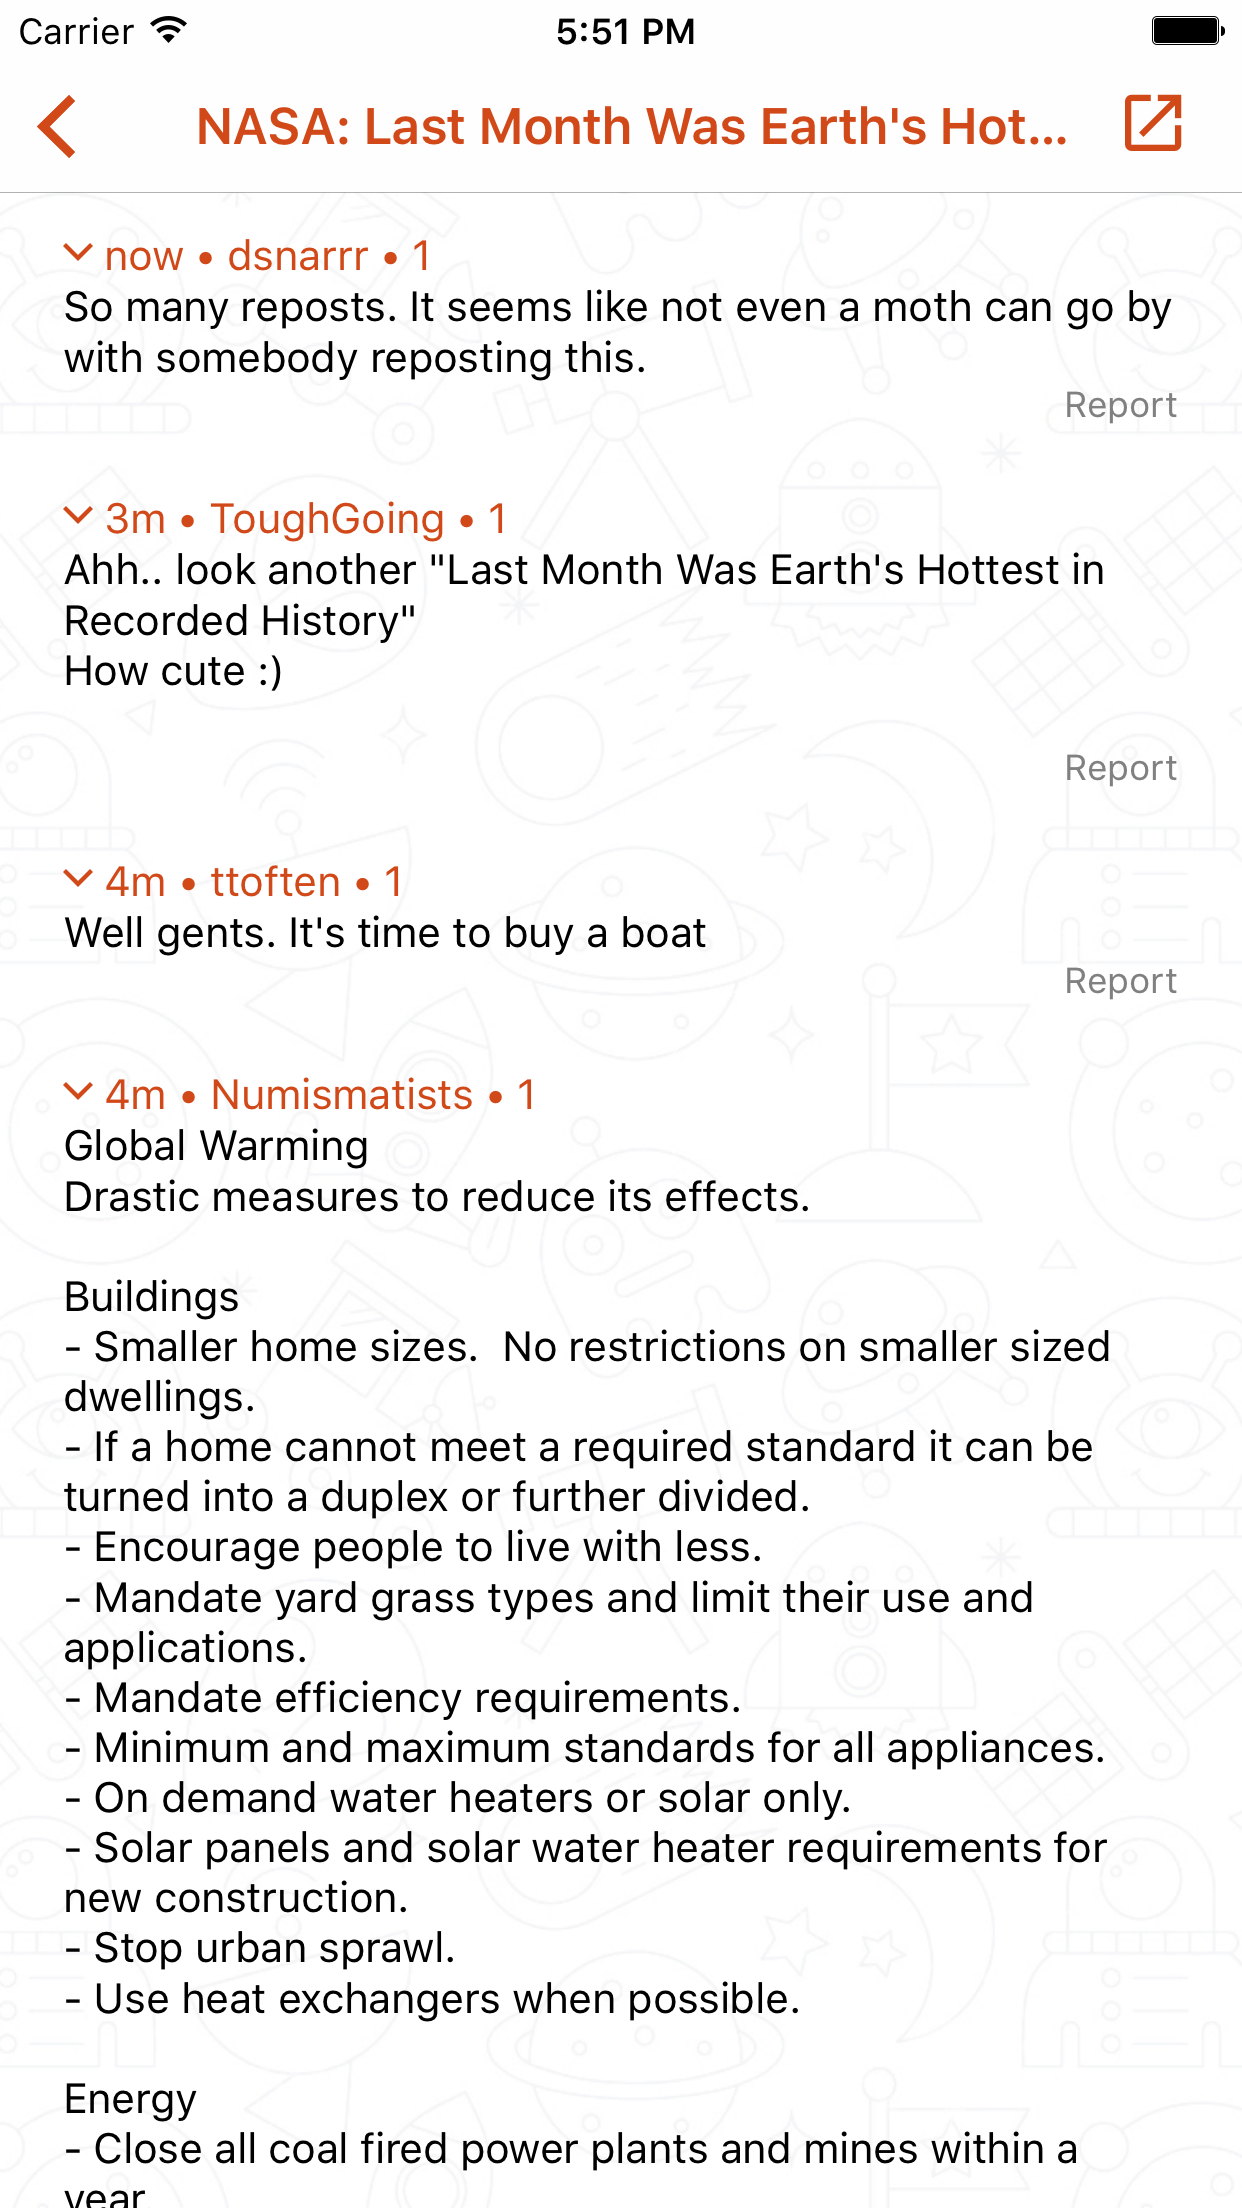 Carrier 5:51 PM
NASA: Last Month Was Earth's Hot...
now • dsnarrr • 1
So many reposts. It seems like not even a moth can go by
with somebody reposting this.
Report
3m • ToughGoing • 1
Ahh.. look another "Last Month Was Earth's Hottest in
Recorded History"
How cute :)
Report
4m • ttoften • 1
Well gents. It's time to buy a boat
Report
4m • Numismatists • 1
Global Warming
Drastic measures to reduce its effects.
Buildings
- Smaller home sizes.  No restrictions on smaller sized
dwellings.
- If a home cannot meet a required standard it can be
turned into a duplex or further divided.
- Encourage people to live with less.
- Mandate yard grass types and limit their use and
applications.
- Mandate efficiency requirements.
- Minimum and maximum standards for all appliances.
- On demand water heaters or solar only.
- Solar panels and solar water heater requirements for
new construction.
- Stop urban sprawl.
- Use heat exchangers when possible.
Energy
- Close all coal fired power plants and mines within a
year